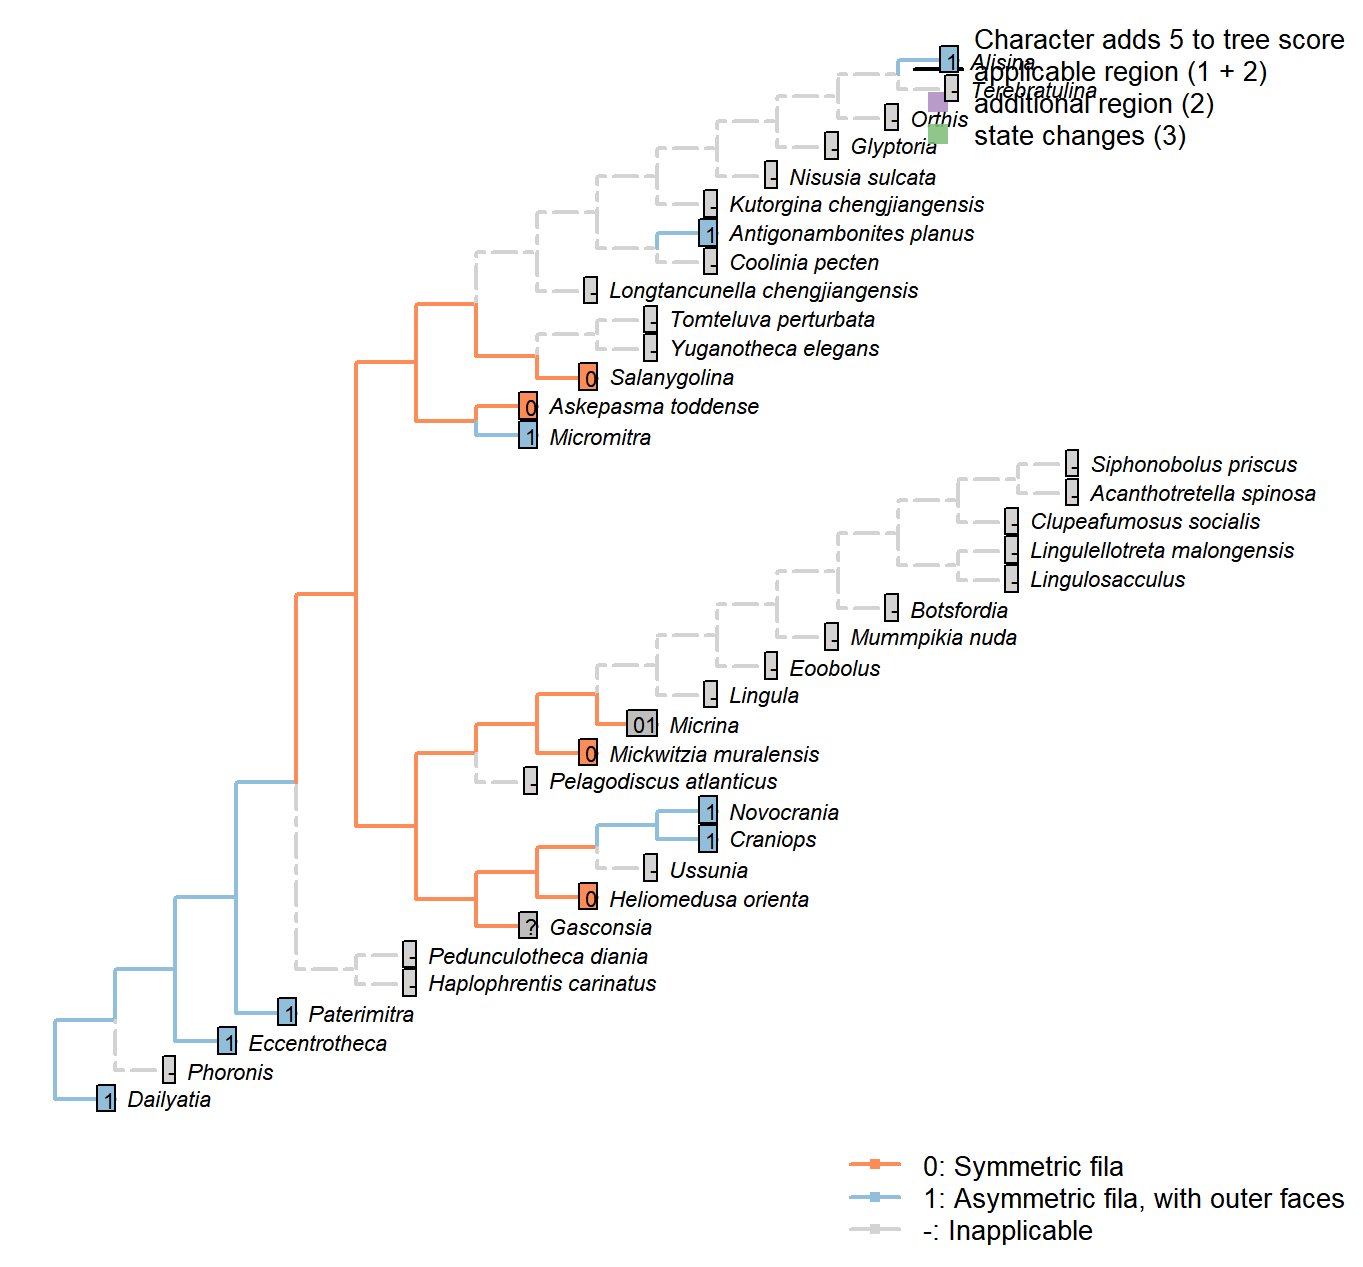 Character adds 5 to tree score
1 Alisina
applicable region (1 + 2)
- Terebratulina
additional region (2)
- Orthis
state changes (3)
- Glyptoria
- Nisusia sulcata
- Kutorgina chengjiangensis
1 Antigonambonites planus
- Coolinia pecten
- Longtancunella chengjiangensis
- Tomteluva perturbata
- Yuganotheca elegans
0 Salanygolina
0 Askepasma toddense
1 Micromitra
- Siphonobolus priscus
- Acanthotretella spinosa
- Clupeafumosus socialis
- Lingulellotreta malongensis
- Lingulosacculus
- Botsfordia
- Mummpikia nuda
- Eoobolus
- Lingula
01 Micrina
0 Mickwitzia muralensis
- Pelagodiscus atlanticus
1 Novocrania
1 Craniops
- Ussunia
0 Heliomedusa orienta
? Gasconsia
- Pedunculotheca diania
- Haplophrentis carinatus
1 Paterimitra
1 Eccentrotheca
- Phoronis
1 Dailyatia
0: Symmetric fila
1: Asymmetric fila, with outer faces
-: Inapplicable